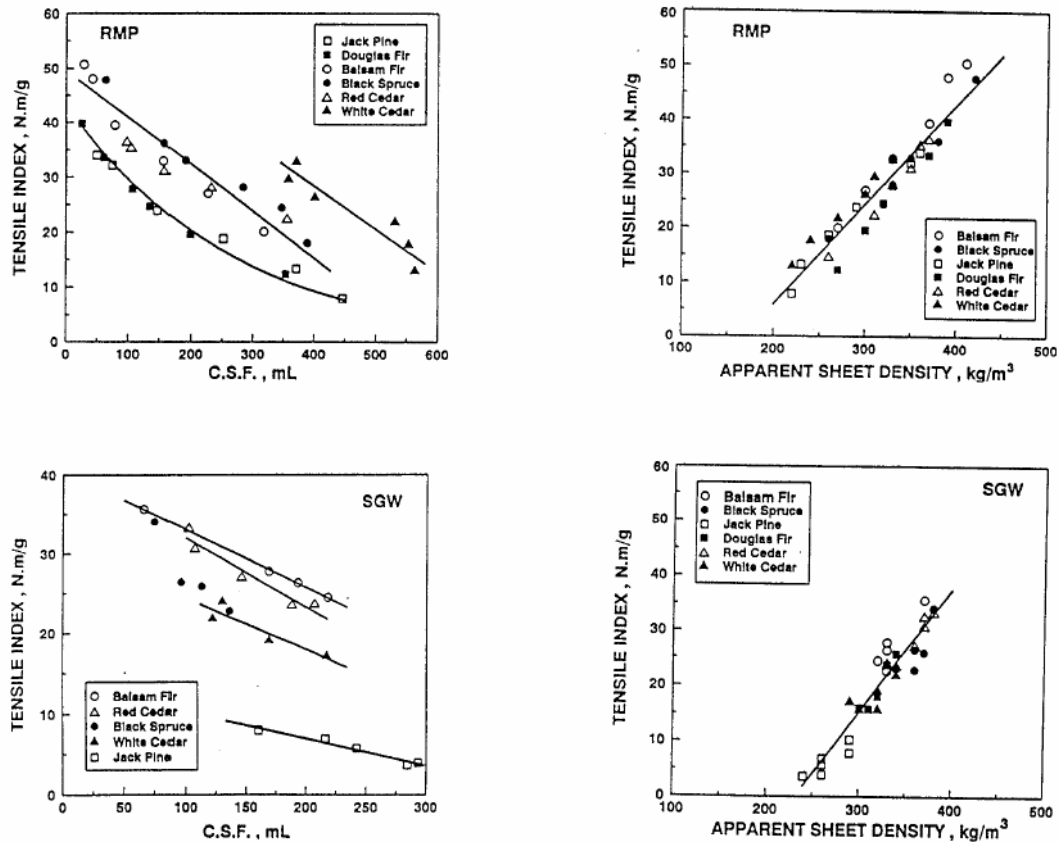 RMP
Jack Pine
Douglas Fir
Balsam Fir
Black Spruce
Red Cedar
White Cedar
TENSILE INDEX , N.m/g
60
50
40
30
20
10
0
0 100 200 300 400 500 600
C.S.F. , mL
RMP
Balsam Fir
Black Spruce
Jack Pine
Douglas Fir
Red Cedar
White Cedar
TENSILE INDEX , N.m/g
60
50
40
30
20
10
0
100 200 300 400 500
APPARENT SHEET DENSITY , kg/m³
SGW
Balsam Fir
Red Cedar
Black Spruce
White Cedar
Jack Pine
TENSILE INDEX , N.m/g
40
30
20
10
0
0 50 100 150 200 250 300
C.S.F. , mL
SGW
Balsam Fir
Black Spruce
Jack Pine
Douglas Fir
Red Cedar
White Cedar
TENSILE INDEX, N.m/g
60
50
40
30
20
10
0
100 200 300 400 500
APPARENT SHEET DENSITY , kg/m³